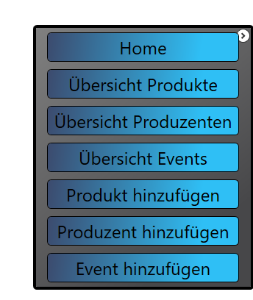 Home
Übersicht Produkte
Übersicht Produzenten
Übersicht Events
Produkt hinzufügen
Produzent hinzufügen
Event hinzufügen